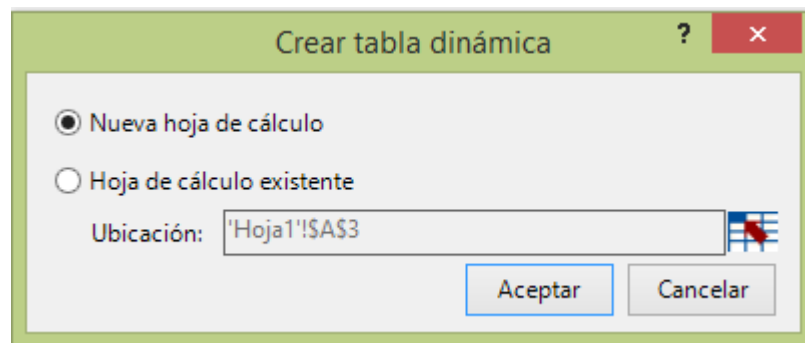 Crear tabla dinámica ? ×
Nueva hoja de cálculo
Hoja de cálculo existente
Ubicación: 'Hoja1'!$A$3
Aceptar Cancelar